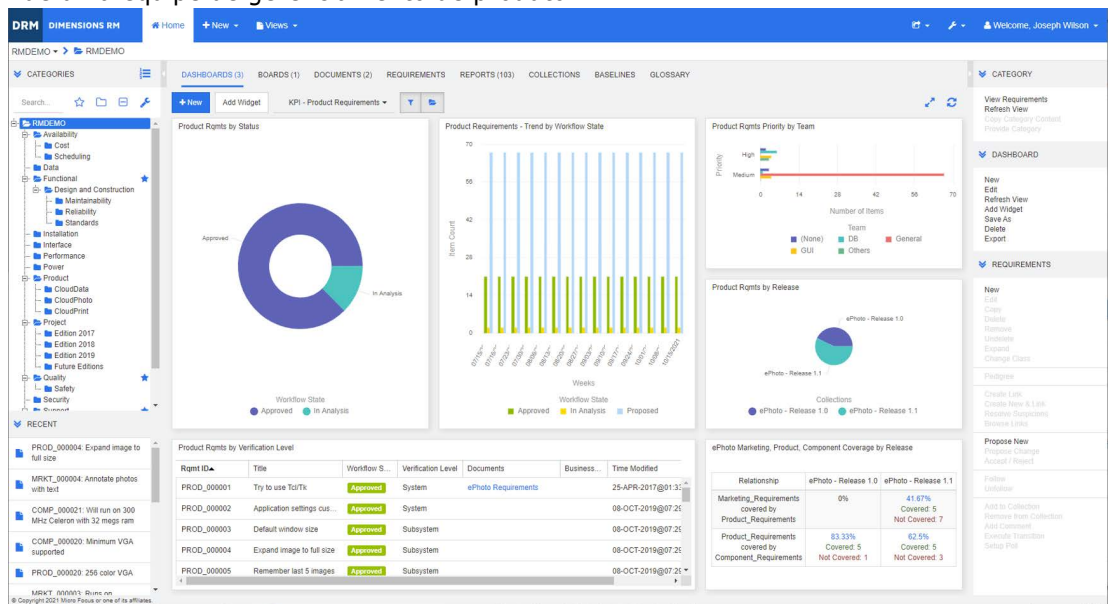 DRM DIMENSIONS RM Home + New Views Welcome, Joseph Wilson
RMDEMO > RMDEMO
CATEGORIES
Search...
RMDEMO
Availability
Cost
Scheduling
Data
Functional
Design and Construction
Maintainability
Reliability
Standards
Installation
Interface
Performance
Power
Product
CloudData
CloudPhoto
CloudPrint
Project
Edition 2017
Edition 2018
Edition 2019
Future Editions
Quality
Safety
Security
Support
RECENT
PROD_000004: Expand image to
full size
MRKT_000004: Annotate photos
with text
COMP_000021: Will run on 300
MHz Celeron with 32 megs ram
COMP_000020: Minimum VGA
supported
PROD_000020: 256 color VGA
MRKT_000003: Runs on
© Copyright 2021 Micro Focus or one of its affiliates.
DASHBOARDS (3) BOARDS (1) DOCUMENTS (2) REQUIREMENTS REPORTS (103) COLLECTIONS BASELINES GLOSSARY
+ New Add Widget KPI - Product Requirements
Product Rqmts by Status
Approved
In Analysis
Workflow State
Approved In Analysis
Product Requirements - Trend by Workflow State
Item Count
70
56
42
28
14
0
Weeks
Workflow State
Approved In Analysis Proposed
Product Rqmts Priority by Team
Priority
High
Medium
0 14 28 42 56 70
Number of Items
Team
(None) DB General
GUI Others
Product Rqmts by Release
ePhoto - Release 1.0
ePhoto - Release 1.1
Collections
ePhoto - Release 1.0 ePhoto - Release 1.1
Product Rqmts by Verification Level
Rqmt ID Title Workflow S... Verification Level Documents Business... Time Modified
PROD_000001 Try to use Tcl/Tk Approved System ePhoto Requirements 25-APR-2017@01:33
PROD_000002 Application settings cus... Approved System 08-OCT-2019@07:29
PROD_000003 Default window size Approved Subsystem 08-OCT-2019@07:29
PROD_000004 Expand image to full size Approved Subsystem 08-OCT-2019@07:29
PROD_000005 Remember last 5 images Approved Subsystem 08-OCT-2019@07:29
ePhoto Marketing, Product, Component Coverage by Release
Relationship ePhoto - Release 1.0 ePhoto - Release 1.1
Marketing_Requirements
covered by
Product_Requirements
0%
41.67%
Covered: 5
Not Covered: 7
Product_Requirements
covered by
Component_Requirements
83.33%
Covered: 5
Not Covered: 1
62.5%
Covered: 5
Not Covered: 3
CATEGORY
View Requirements
Refresh View
Copy Category Content
Provide Category
DASHBOARD
New
Edit
Refresh View
Add Widget
Save As
Delete
Export
REQUIREMENTS
New
Edit
Copy
Delete
Remove
Undelete
Expand
Change Class
Pedigree
Create Link
Create New & Link
Resolve Suspicions
Browse Links
Propose New
Propose Change
Accept / Reject
Follow
Unfollow
Add to Collection
Remove from Collection
Add Comment
Execute Transition
Setup Poll